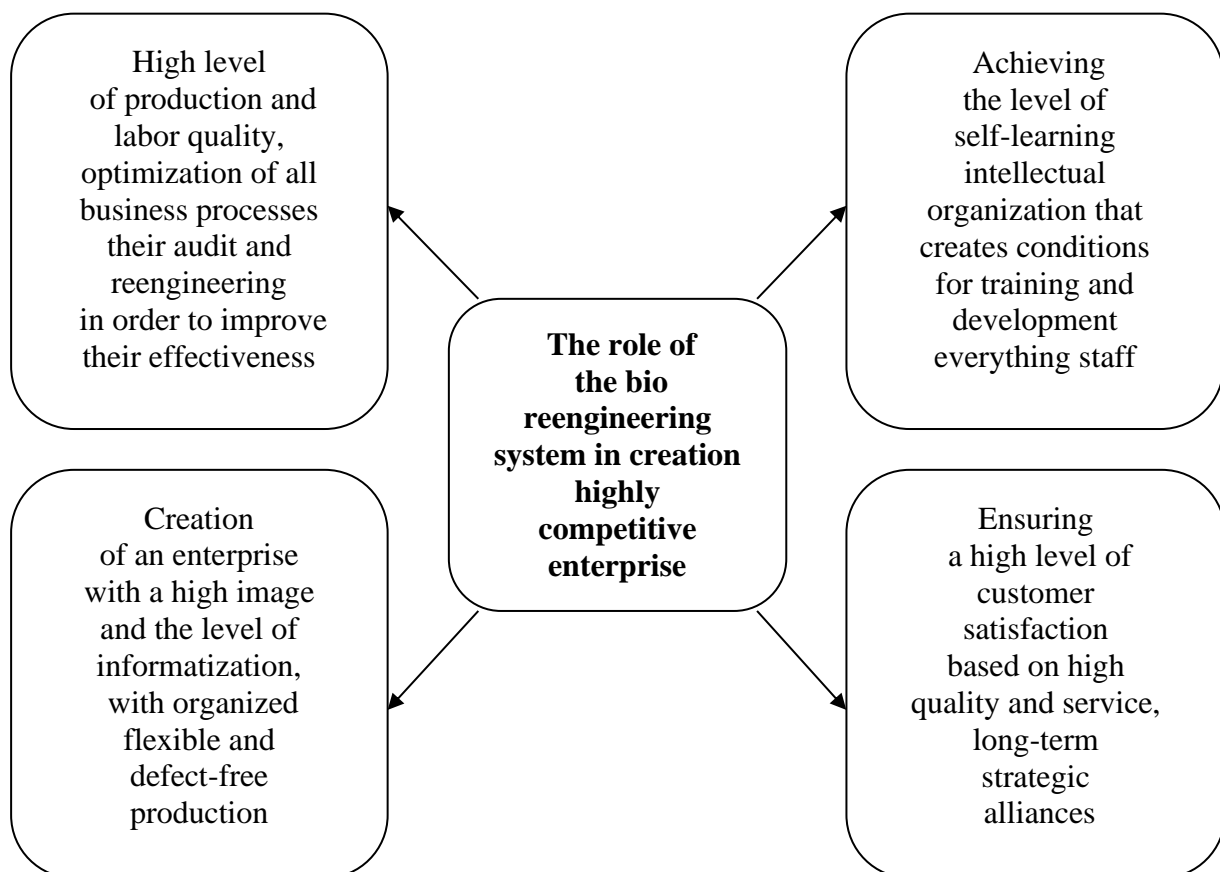 High level
of production and
labor quality,
optimization of all
business processes
their audit and
reengineering
in order to improve
their effectiveness
Achieving
the level of
self-learning
intellectual
organization that
creates conditions
for training and
development
everything staff
The role of
the bio
reengineering
system in creation
highly
competitive
enterprise
Creation
of an enterprise
with a high image
and the level of
informatization,
with organized
flexible and
defect-free
production
Ensuring
a high level of
customer
satisfaction
based on high
quality and service,
long-term
strategic
alliances